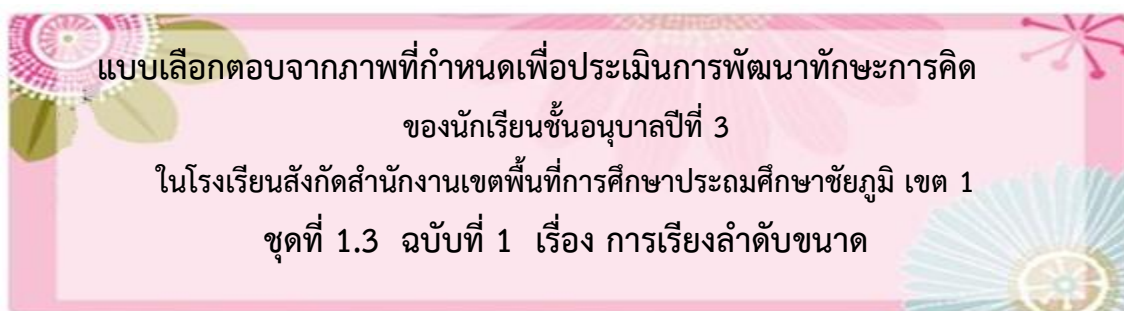 แบบเลือกตอบจากภาพที่กำหนดเพื่อประเมินการพัฒนาทักษะการคิด
ของนักเรียนชั้นอนุบาลปีที่ 3
ในโรงเรียนสังกัดสำนักงานเขตพื้นที่การศึกษาประถมศึกษาชัยภูมิ เขต 1
ชุดที่ 1.3 ฉบับที่ 1 เรื่อง การเรียงลำดับขนาด